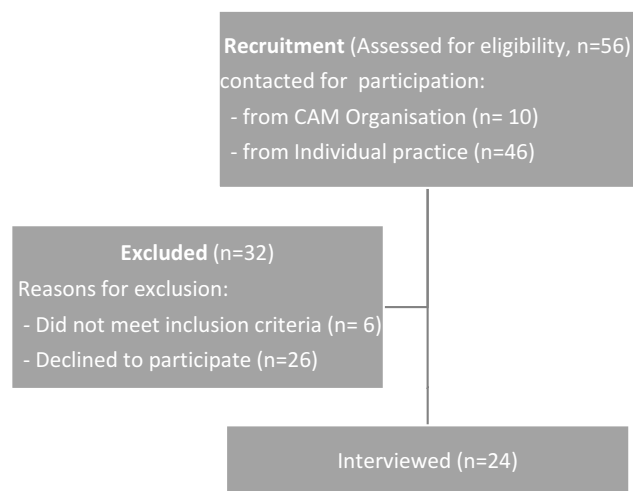 Recruitment (Assessed for eligibility, n=56)
contacted for participation:
- from CAM Organisation (n= 10)
- from Individual practice (n=46)
Excluded (n=32)
Reasons for exclusion:
- Did not meet inclusion criteria (n= 6)
- Declined to participate (n=26)
Interviewed (n=24)